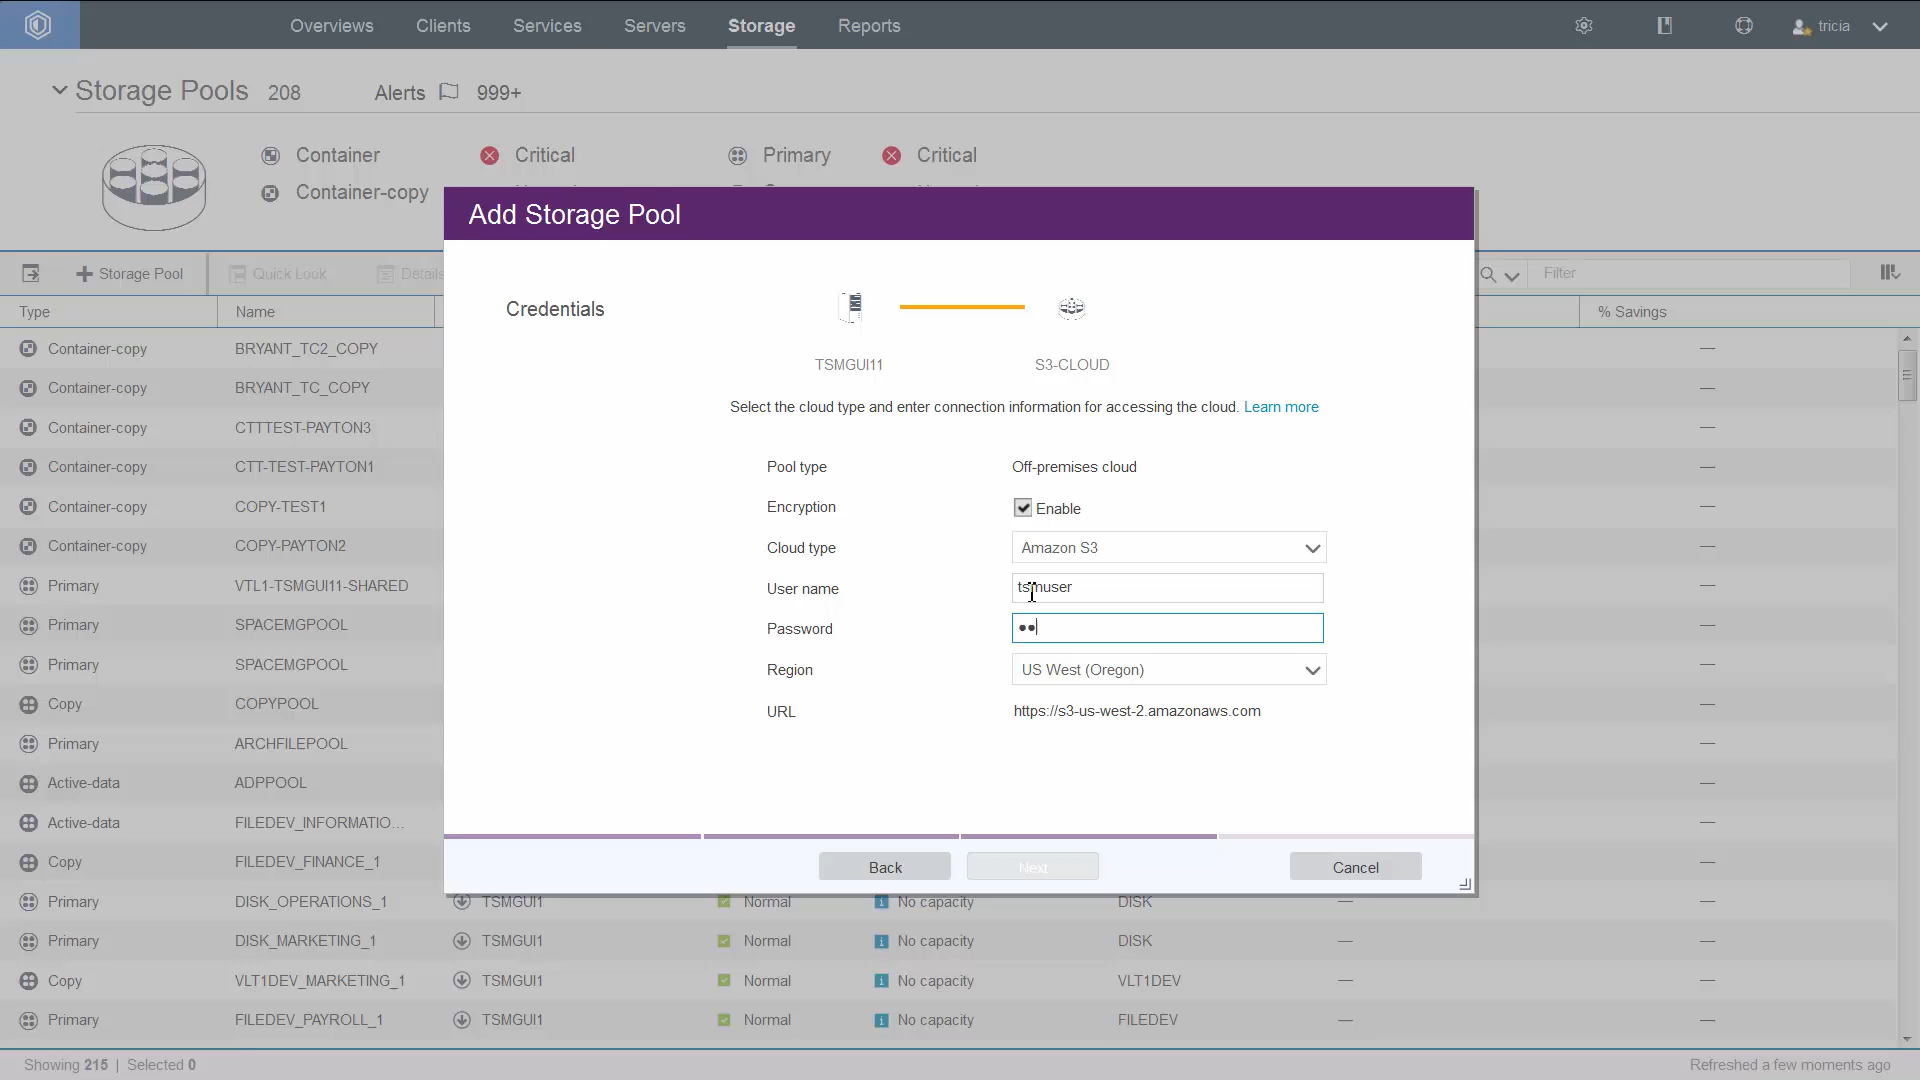 Overviews Clients Services Servers Storage Reports tricia
Storage Pools 208 Alerts 999+
Container Critical Primary Critical
Container-copy
Add Storage Pool
+ Storage Pool Quick Look Details Filter
Type Name % Savings
Credentials
TSMGUI11 S3-CLOUD
Select the cloud type and enter connection information for accessing the cloud. Learn more
Pool type Off-premises cloud
Encryption Enable
Cloud type Amazon S3
User name tsmuser
Password ••
Region US West (Oregon)
URL https://s3-us-west-2.amazonaws.com
Back Next Cancel
Container-copy BRYANT_TC2_COPY —
Container-copy BRYANT_TC_COPY —
Container-copy CTTTEST-PAYTON3 —
Container-copy CTT-TEST-PAYTON1 —
Container-copy COPY-TEST1 —
Container-copy COPY-PAYTON2 —
Primary VTL1-TSMGUI11-SHARED —
Primary SPACEMGPOOL —
Primary SPACEMGPOOL —
Copy COPYPOOL —
Primary ARCHFILEPOOL —
Active-data ADPPOOL —
Active-data FILEDEV_INFORMATIO... —
Copy FILEDEV_FINANCE_1 —
Primary DISK_OPERATIONS_1 TSMGUI1 Normal No capacity DISK — —
Primary DISK_MARKETING_1 TSMGUI1 Normal No capacity DISK — —
Copy VLT1DEV_MARKETING_1 TSMGUI1 Normal No capacity VLT1DEV — —
Primary FILEDEV_PAYROLL_1 TSMGUI1 Normal No capacity FILEDEV — —
Showing 215 | Selected 0 Refreshed a few moments ago